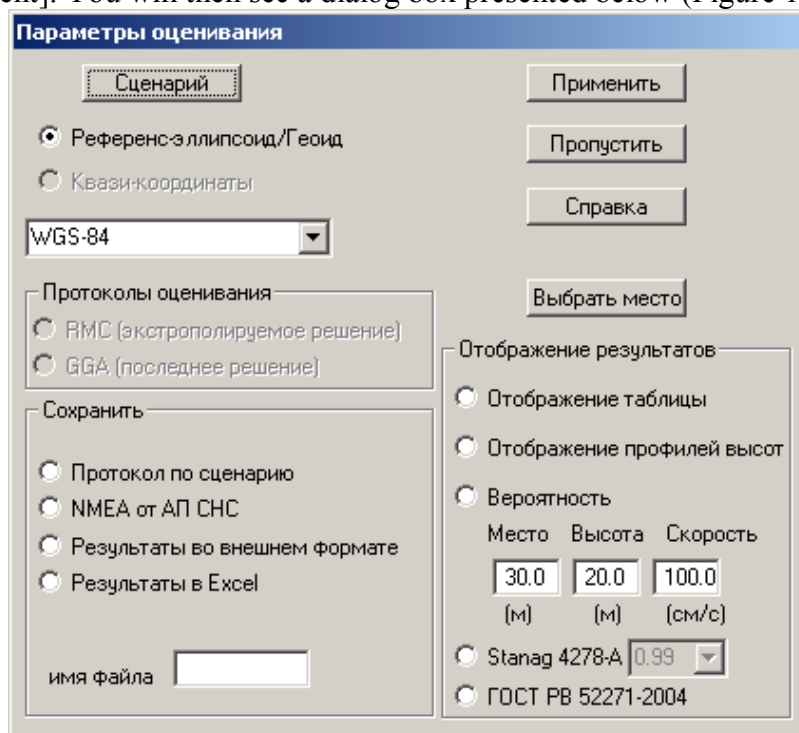 ent]. You will then see a dialog box presented below (Figure 1
Параметры оценивания
Сценарий
Применить
Референс-эллипсоид/Геоид
Пропустить
Квази-координаты
Справка
WGS-84
Выбрать место
Протоколы оценивания
RMC (экстрополируемое решение)
GGA (последнее решение)
Сохранить
Протокол по сценарию
NMEA от АП СНС
Результаты во внешнем формате
Результаты в Excel
имя файла
Отображение результатов
Отображение таблицы
Отображение профилей высот
Вероятность
Место Высота Скорость
30.0 20.0 100.0
(м) (м) (см/с)
Stanag 4278-A 0.99
ГОСТ РВ 52271-2004